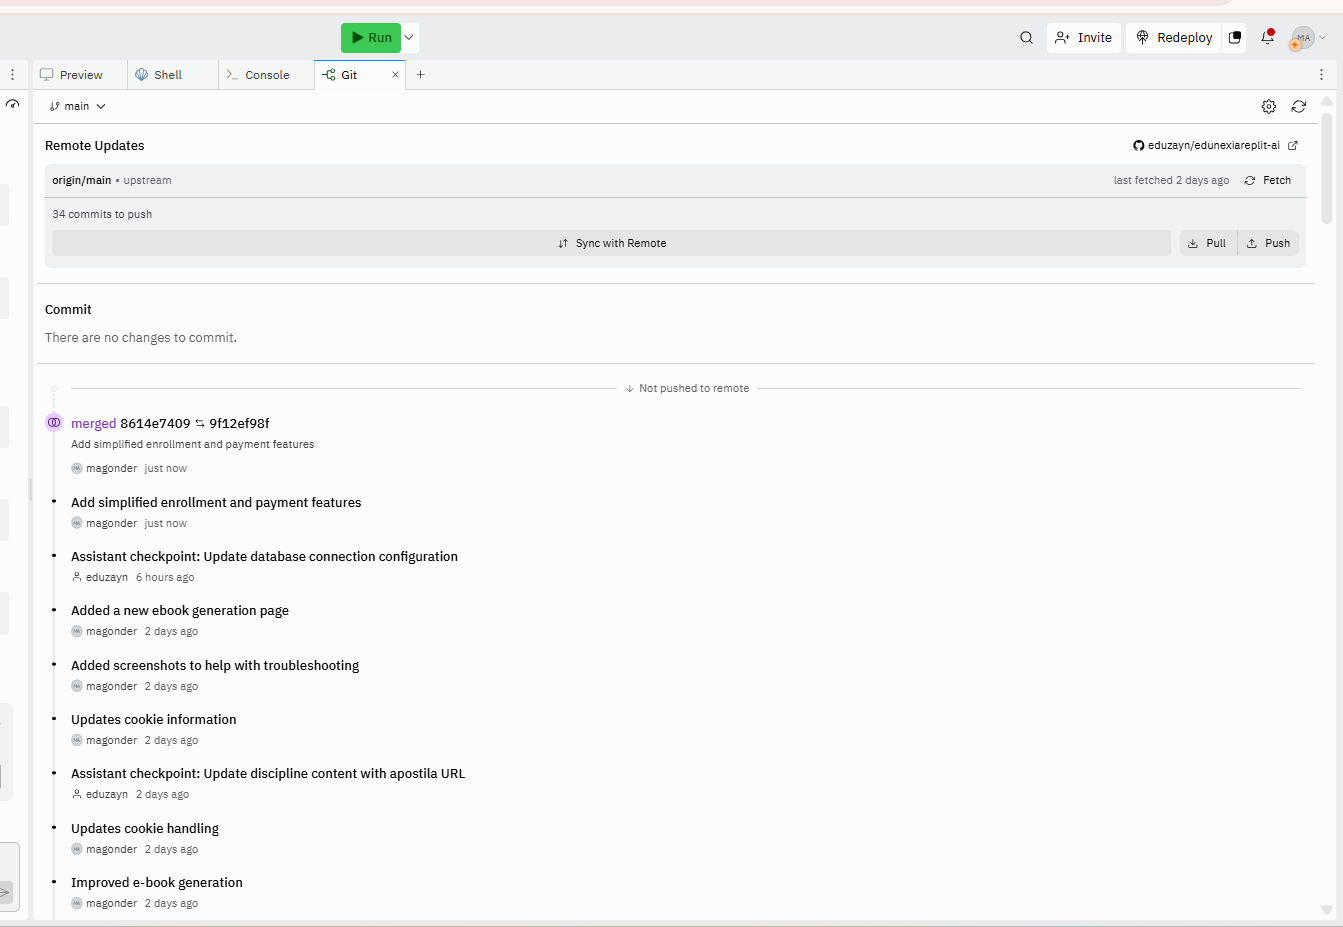 Run
Invite
Redeploy
MA
Preview
Shell
Console
Git
main
Remote Updates
eduzayn/edunexiareplit-ai
origin/main • upstream
last fetched 2 days ago
Fetch
34 commits to push
Sync with Remote
Pull
Push
Commit
There are no changes to commit.
Not pushed to remote
merged 8614e7409 9f12ef98f
Add simplified enrollment and payment features
magonder just now
Add simplified enrollment and payment features
magonder just now
Assistant checkpoint: Update database connection configuration
eduzayn 6 hours ago
Added a new ebook generation page
magonder 2 days ago
Added screenshots to help with troubleshooting
magonder 2 days ago
Updates cookie information
magonder 2 days ago
Assistant checkpoint: Update discipline content with apostila URL
eduzayn 2 days ago
Updates cookie handling
magonder 2 days ago
Improved e-book generation
magonder 2 days ago